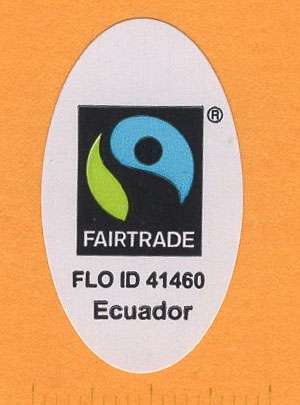 ®
FAIRTRADE
FLO ID 41460
Ecuador